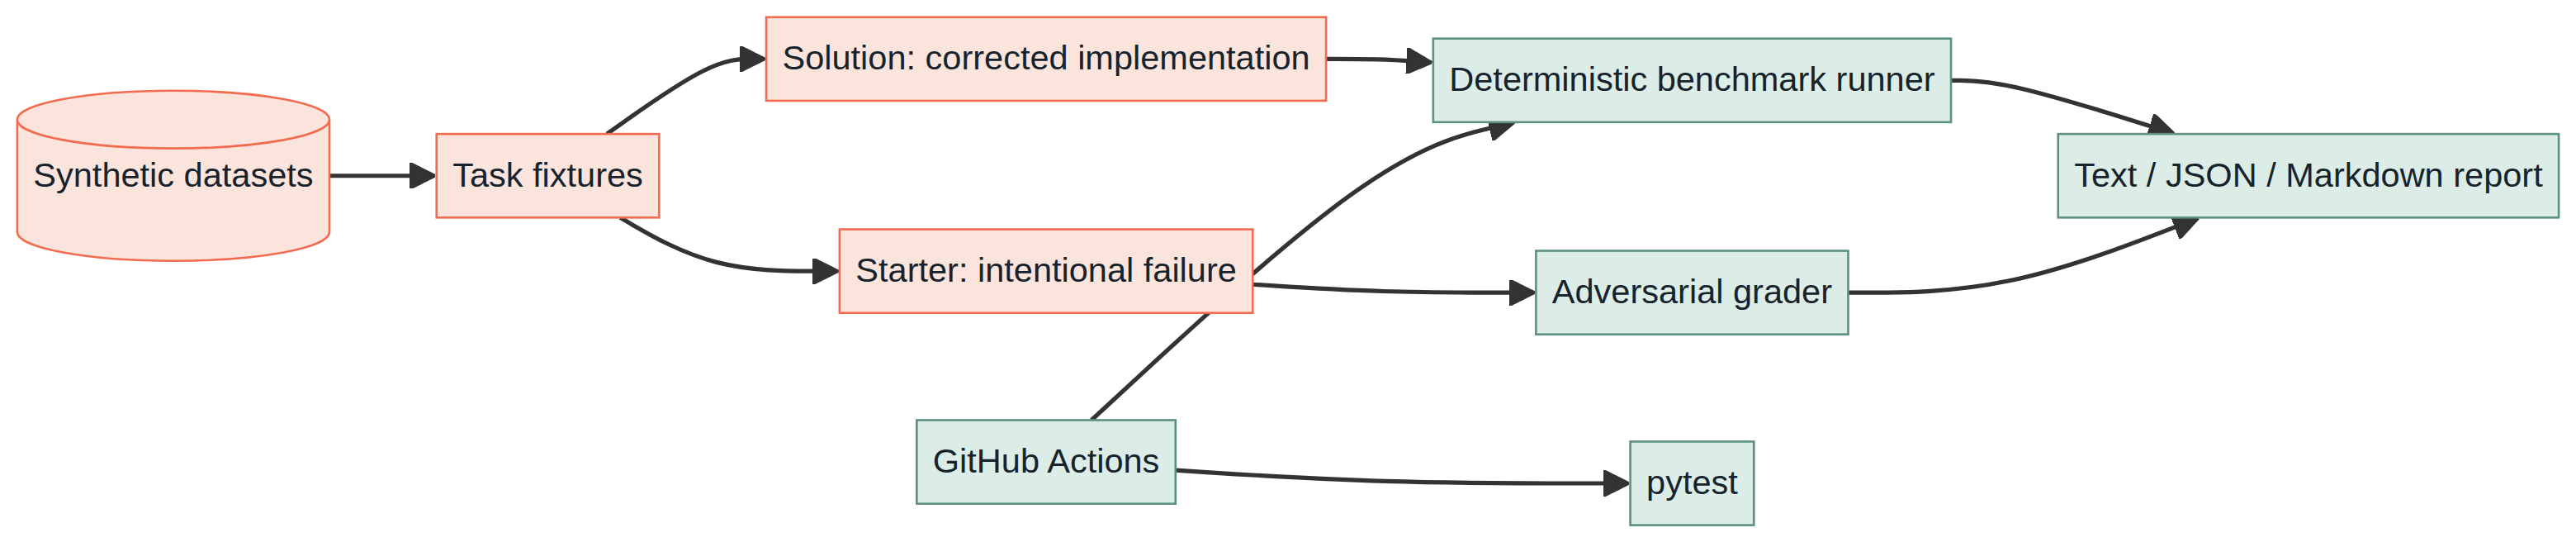 Synthetic datasets
Task fixtures
Solution: corrected implementation
Starter: intentional failure
GitHub Actions
Deterministic benchmark runner
Adversarial grader
pytest
Text / JSON / Markdown report